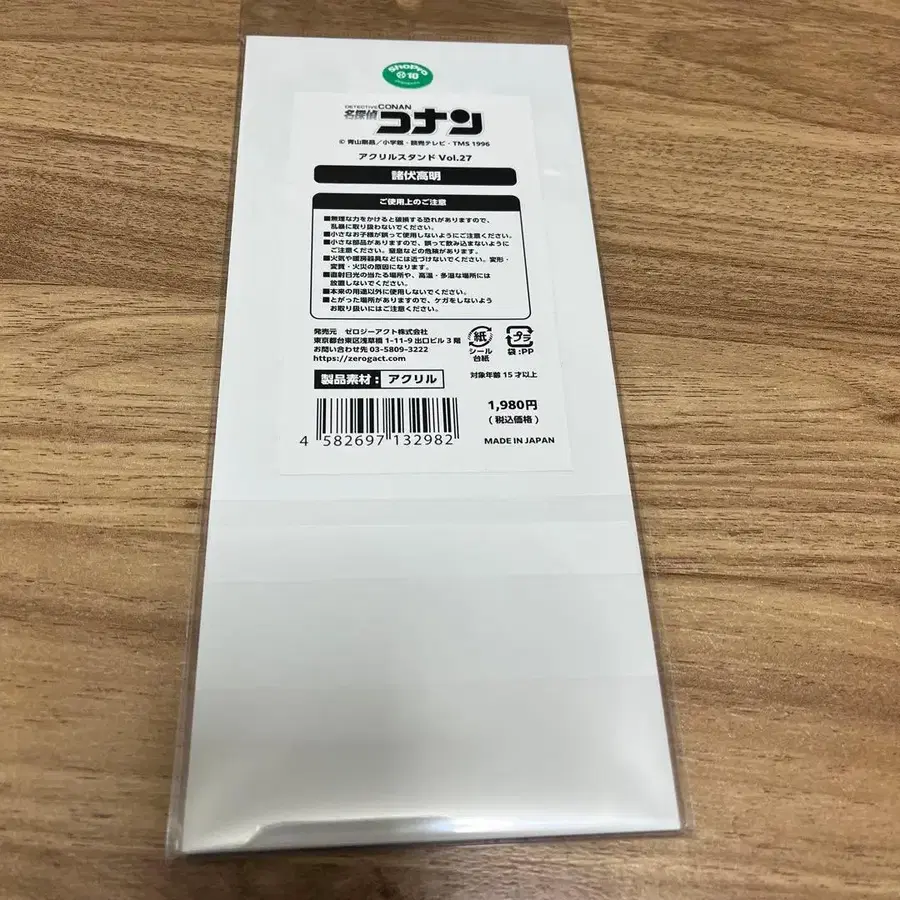 ShoPro
10
DETECTIVE CONAN
名探偵コナン
© 青山剛昌／小学館・読売テレビ・TMS 1996
アクリルスタンド Vol.27
諸伏高明
ご使用上のご注意
■無理な力をかけると破損する恐れがありますので、
乱暴に取り扱わないでください。
■小さなお子様が誤って使用しないようにご注意ください。
■小さな部品がありますので、誤って飲み込まないように
ご注意ください。窒息などの危険があります。
■火気や暖房器具などには近づけないでください。変形・
変質・火災の原因になります。
■直射日光の当たる場所や、高温・多湿な場所には
放置しないでください。
■本来の用途以外に使用しないでください。
■とがった場所がありますので、ケガをしないよう
お取り扱いにはご注意ください。
発売元 ゼロジーアクト株式会社
東京都台東区浅草橋 1-11-9 出口ビル 3 階
お問い合わせ先 03-5809-3222
https://zerogact.com/
紙
シール
台紙
プラ
袋:PP
製品素材： アクリル
対象年齢 15 才以上
4 582697 132982
1,980円
(税込価格)
MADE IN JAPAN